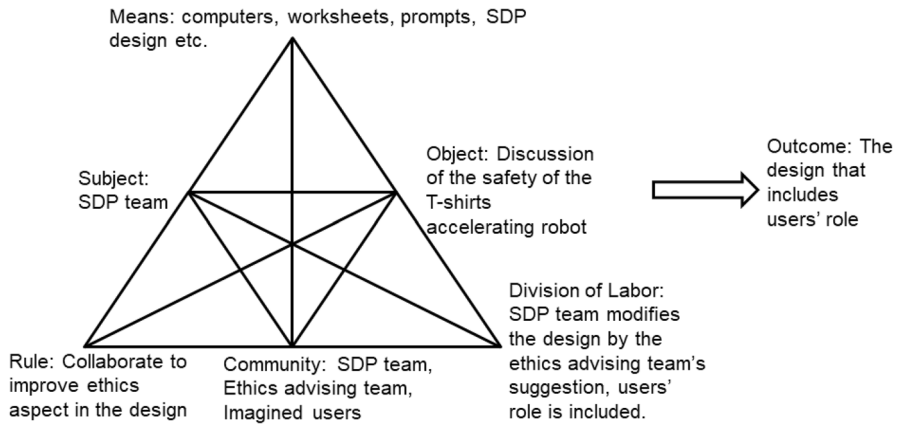 Means: computers, worksheets, prompts, SDP
design etc.
Subject:
SDP team
Object: Discussion
of the safety of the
T-shirts
accelerating robot
Outcome: The
design that
includes
users’ role
Rule: Collaborate to
improve ethics
aspect in the design
Community: SDP team,
Ethics advising team,
Imagined users
Division of Labor:
SDP team modifies
the design by the
ethics advising team’s
suggestion, users’
role is included.